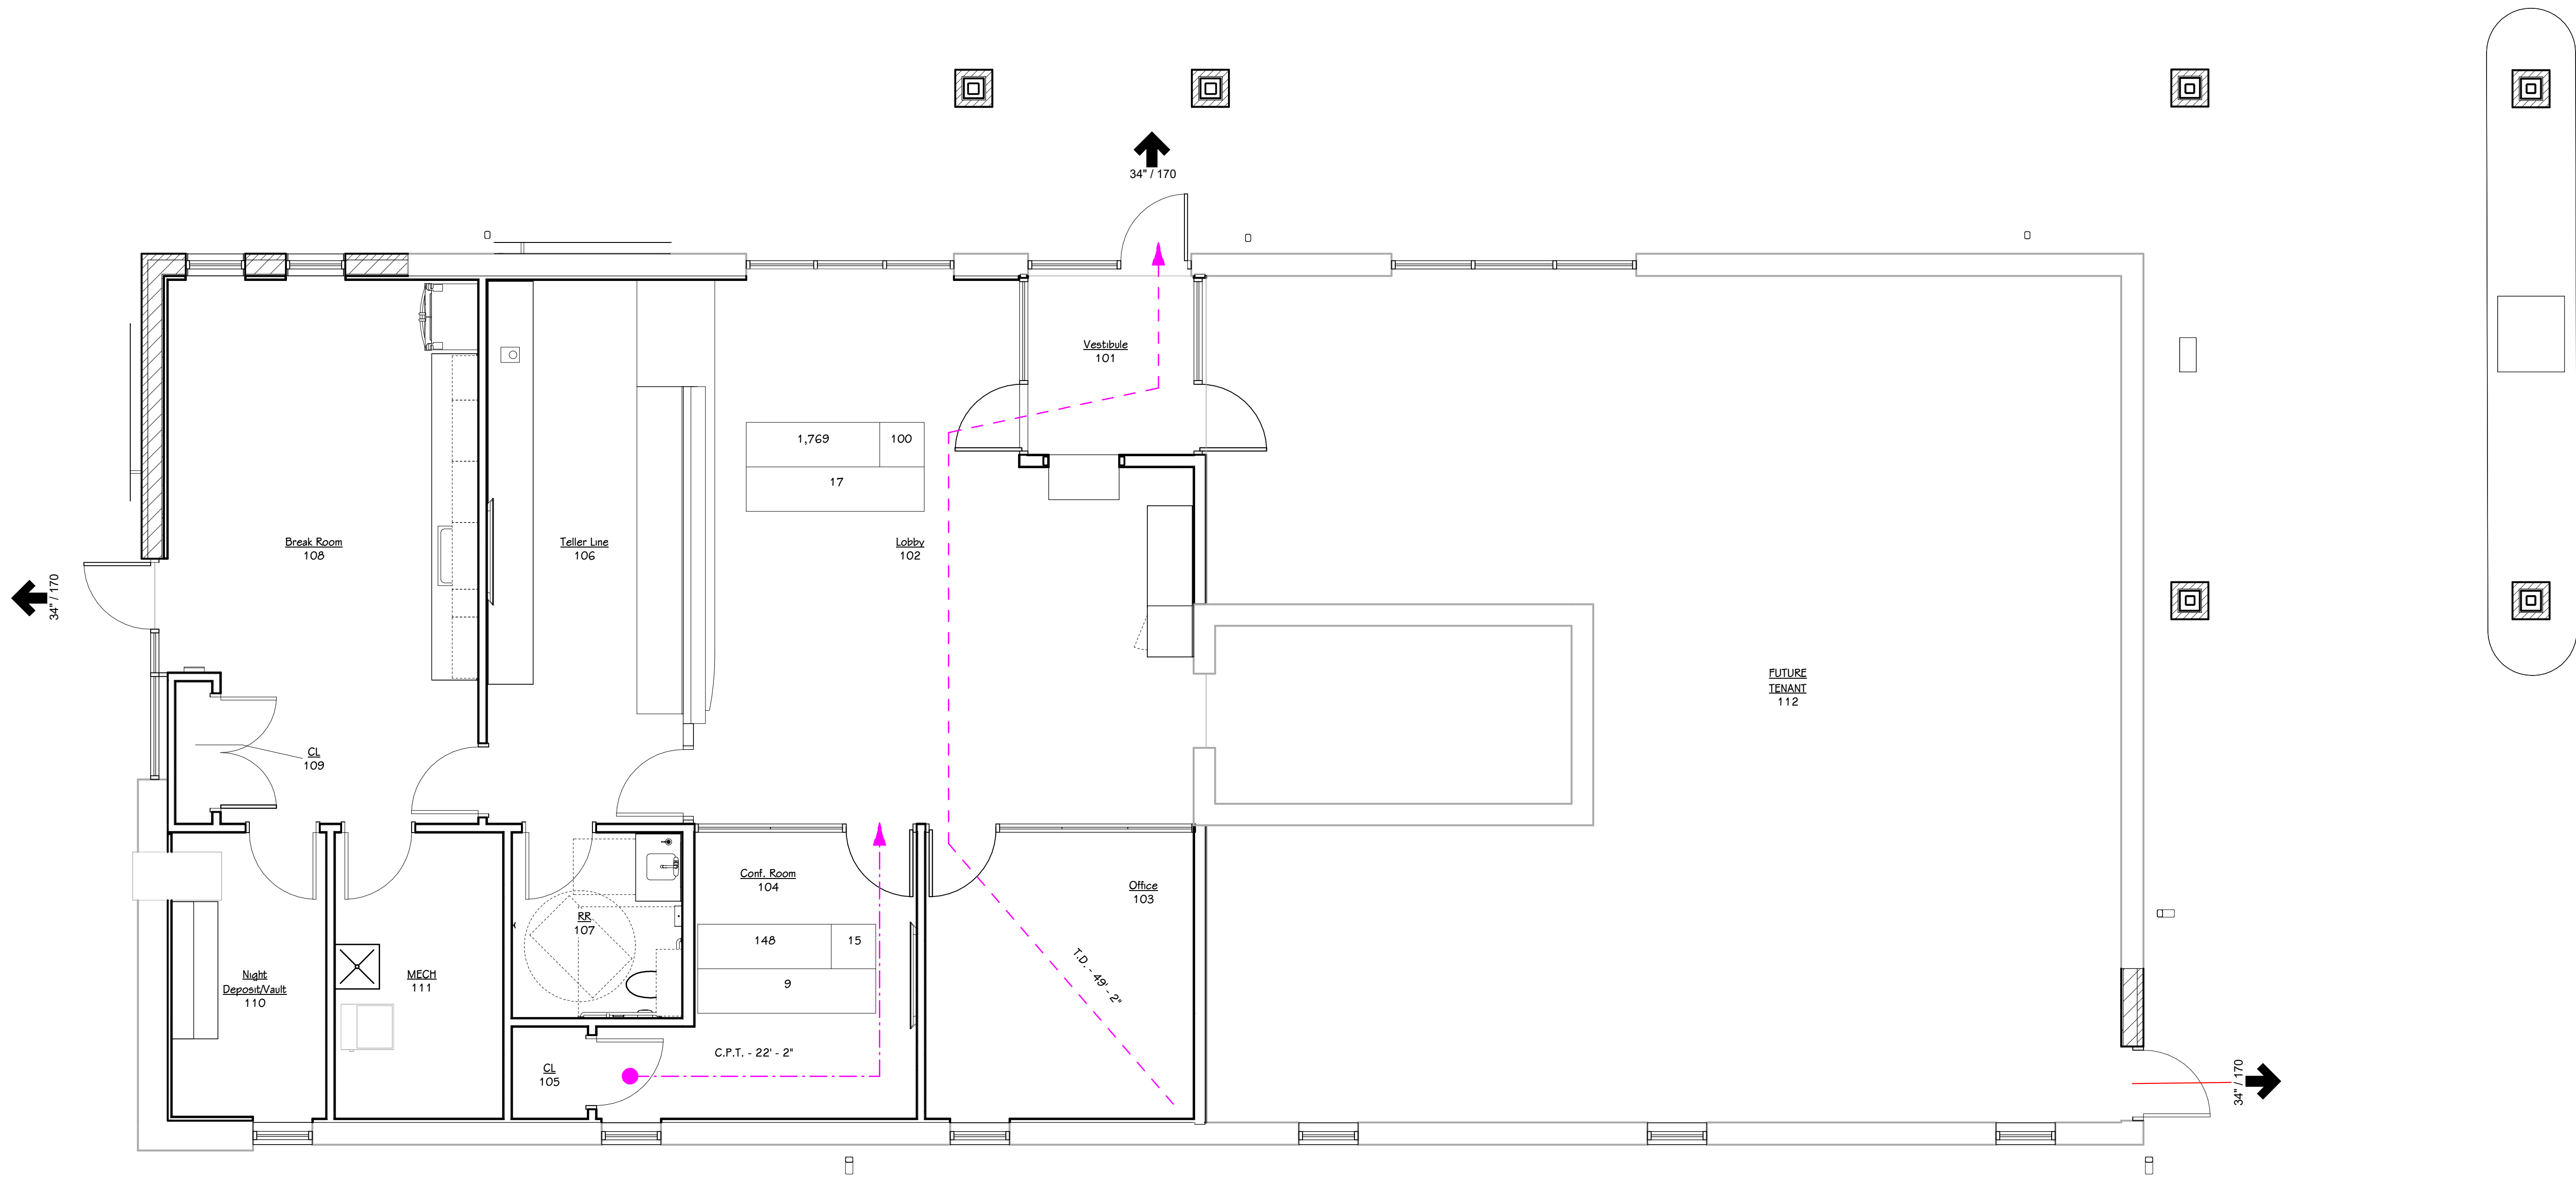 34" / 170
Vestibule
101
1,769 100
17
Break Room
108
Teller Line
106
Lobby
102
34" / 170
FUTURE
TENANT
112
CL
109
Conf. Room
104
Office
103
RR
107
148 15
9
Night
Deposit/Vault
110
MECH
111
T.D. - 49' - 2"
C.P.T. - 22' - 2"
CL
105
34" / 170